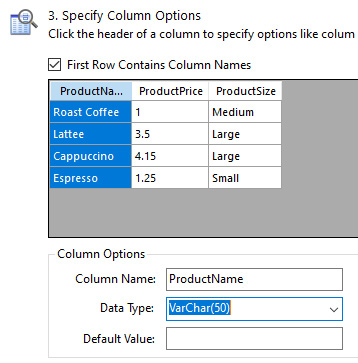 3. Specify Column Options
Click the header of a column to specify options like colum
First Row Contains Column Names
ProductNa... ProductPrice ProductSize
Roast Coffee 1 Medium
Lattee 3.5 Large
Cappuccino 4.15 Large
Espresso 1.25 Small
Column Options
Column Name: ProductName
Data Type: VarChar(50)
Default Value: